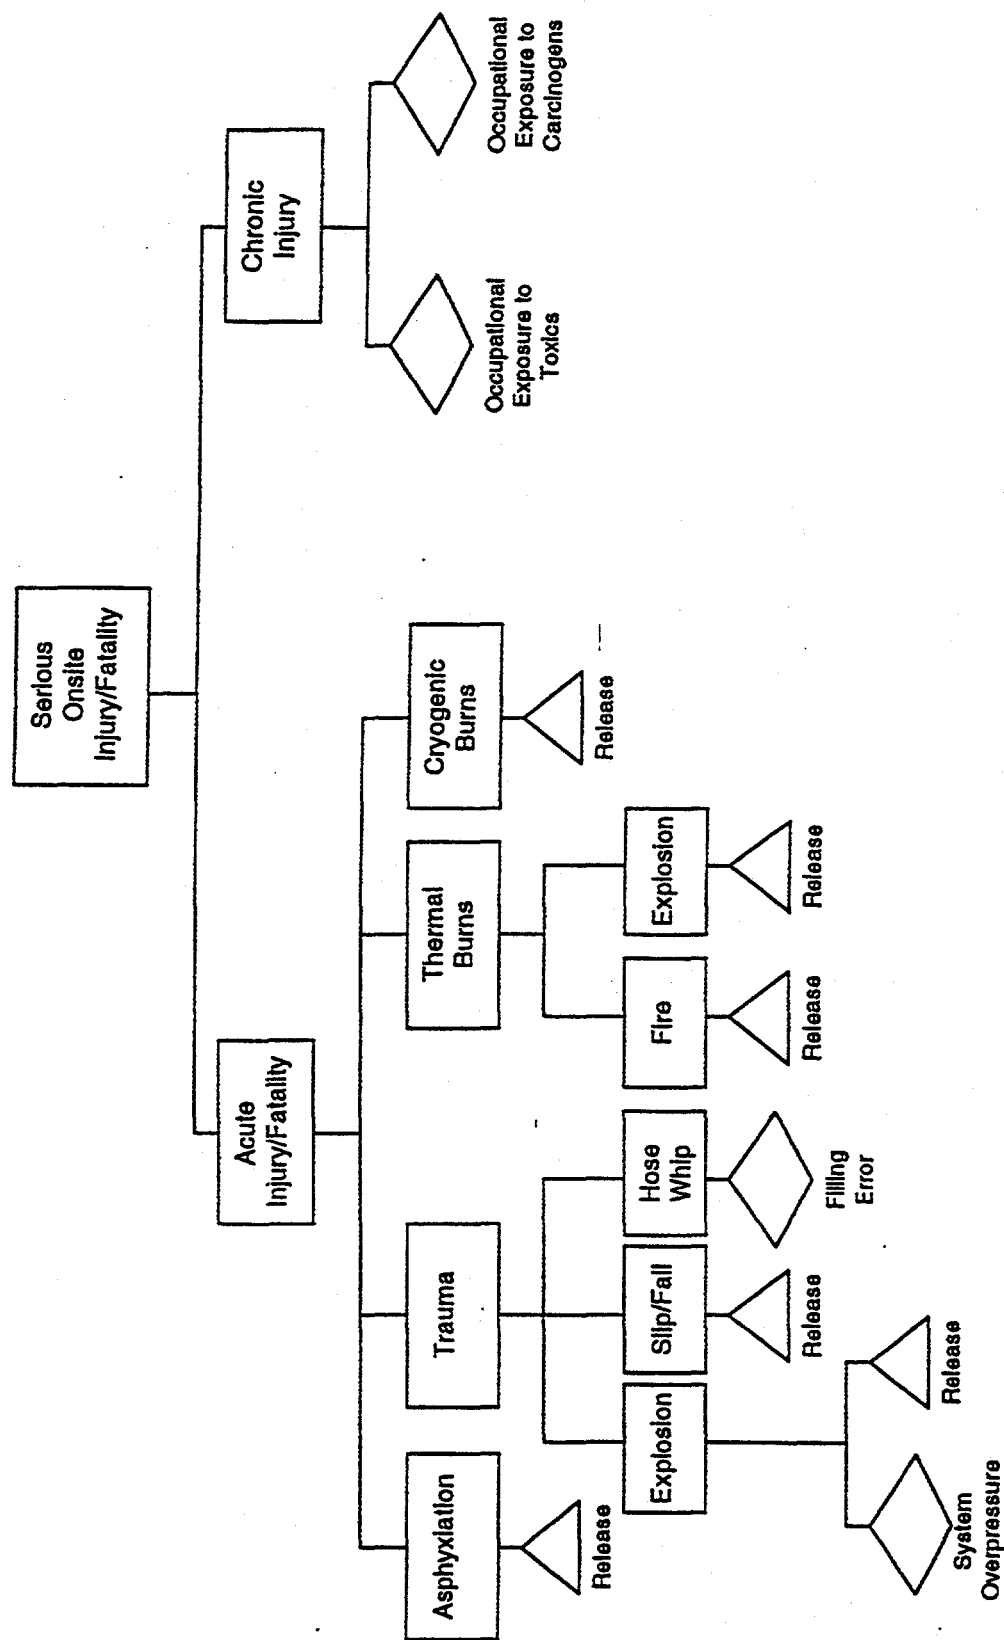 Serious
Onsite
Injury/Fatality
Acute
Injury/Fatality
Chronic
Injury
Asphyxiation
Trauma
Thermal
Burns
Cryogenic
Burns
Occupational
Exposure to
Toxics
Occupational
Exposure to
Carcinogens
Release
Release
Explosion
Slip/Fall
Hose
Whip
Fire
Explosion
Release
Filling
Error
Release
Release
System
Overpressure
Release